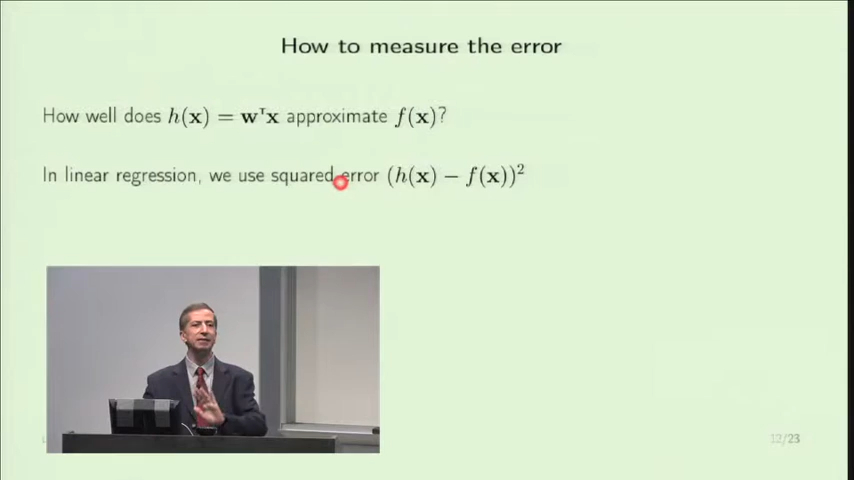 How to measure the error
How well does h(x) = wᵀx approximate f(x)?
In linear regression, we use squared error (h(x) − f(x))²
12/23